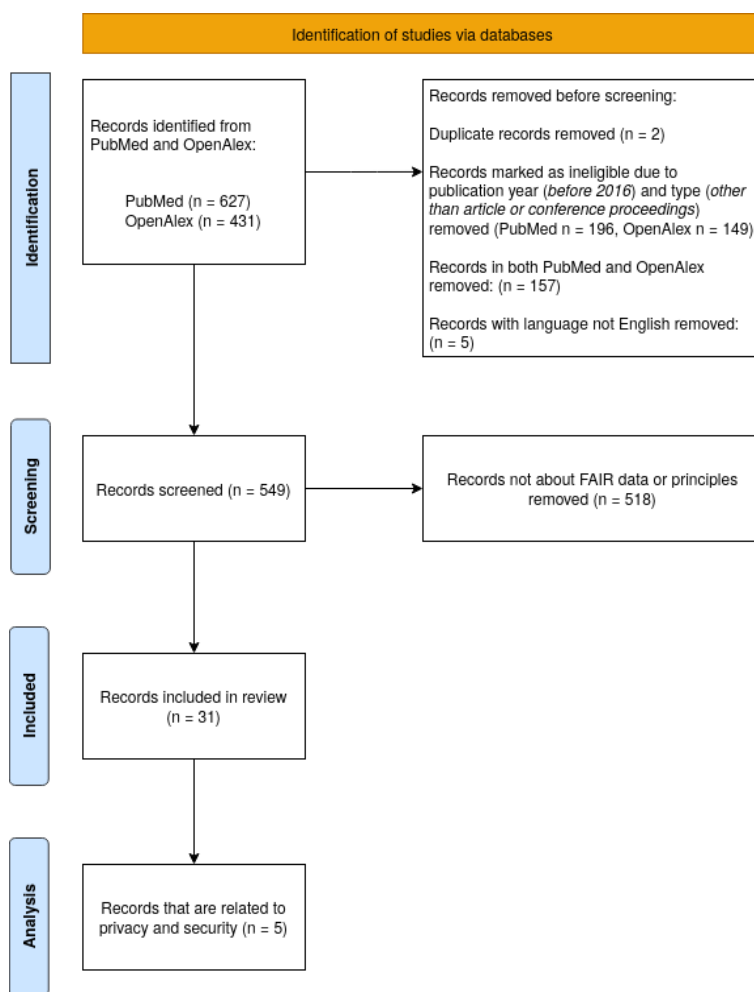 Identification of studies via databases
Identification
Records identified from
PubMed and OpenAlex:
PubMed (n = 627)
OpenAlex (n = 431)
Records removed before screening:
Duplicate records removed (n = 2)
Records marked as ineligible due to
publication year (before 2016) and type (other
than article or conference proceedings)
removed (PubMed n = 196, OpenAlex n = 149)
Records in both PubMed and OpenAlex
removed: (n = 157)
Records with language not English removed:
(n = 5)
Screening
Records screened (n = 549)
Records not about FAIR data or principles
removed (n = 518)
Included
Records included in review
(n = 31)
Analysis
Records that are related to
privacy and security (n = 5)